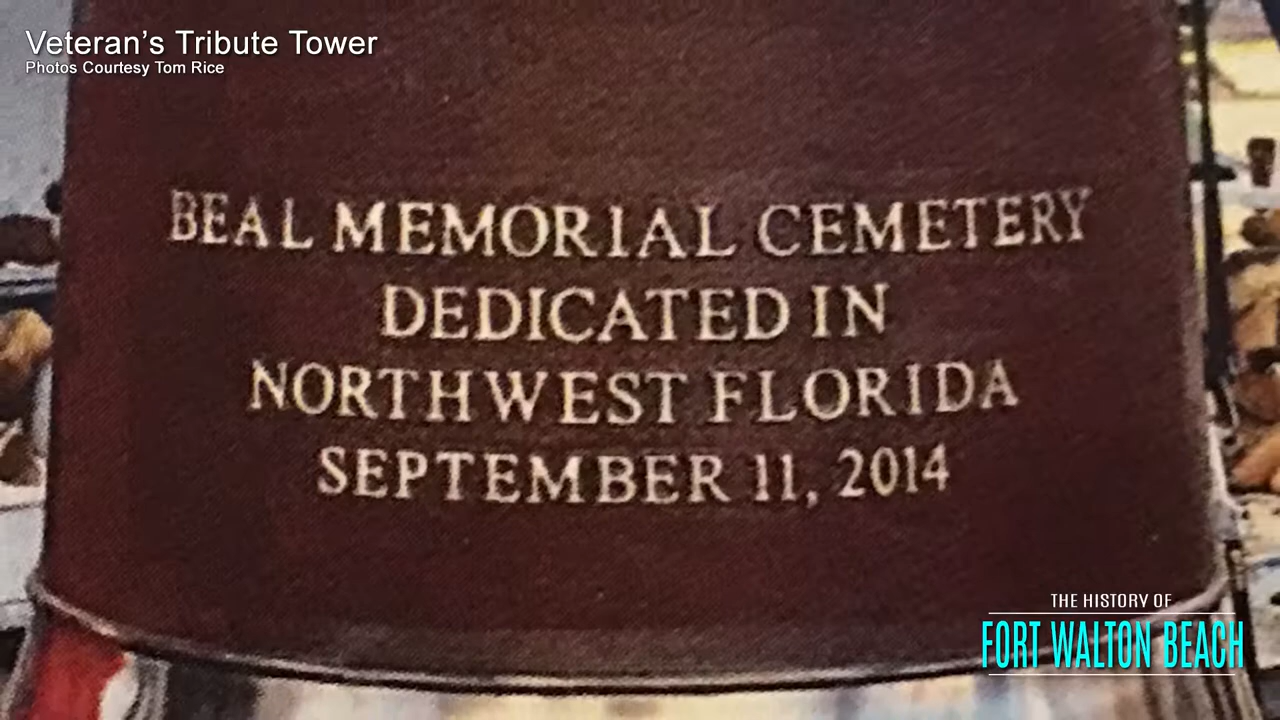 Veteran's Tribute Tower
Photos Courtesy Tom Rice
BEAL MEMORIAL CEMETERY
DEDICATED IN
NORTHWEST FLORIDA
SEPTEMBER 11, 2014
THE HISTORY OF
FORT WALTON BEACH